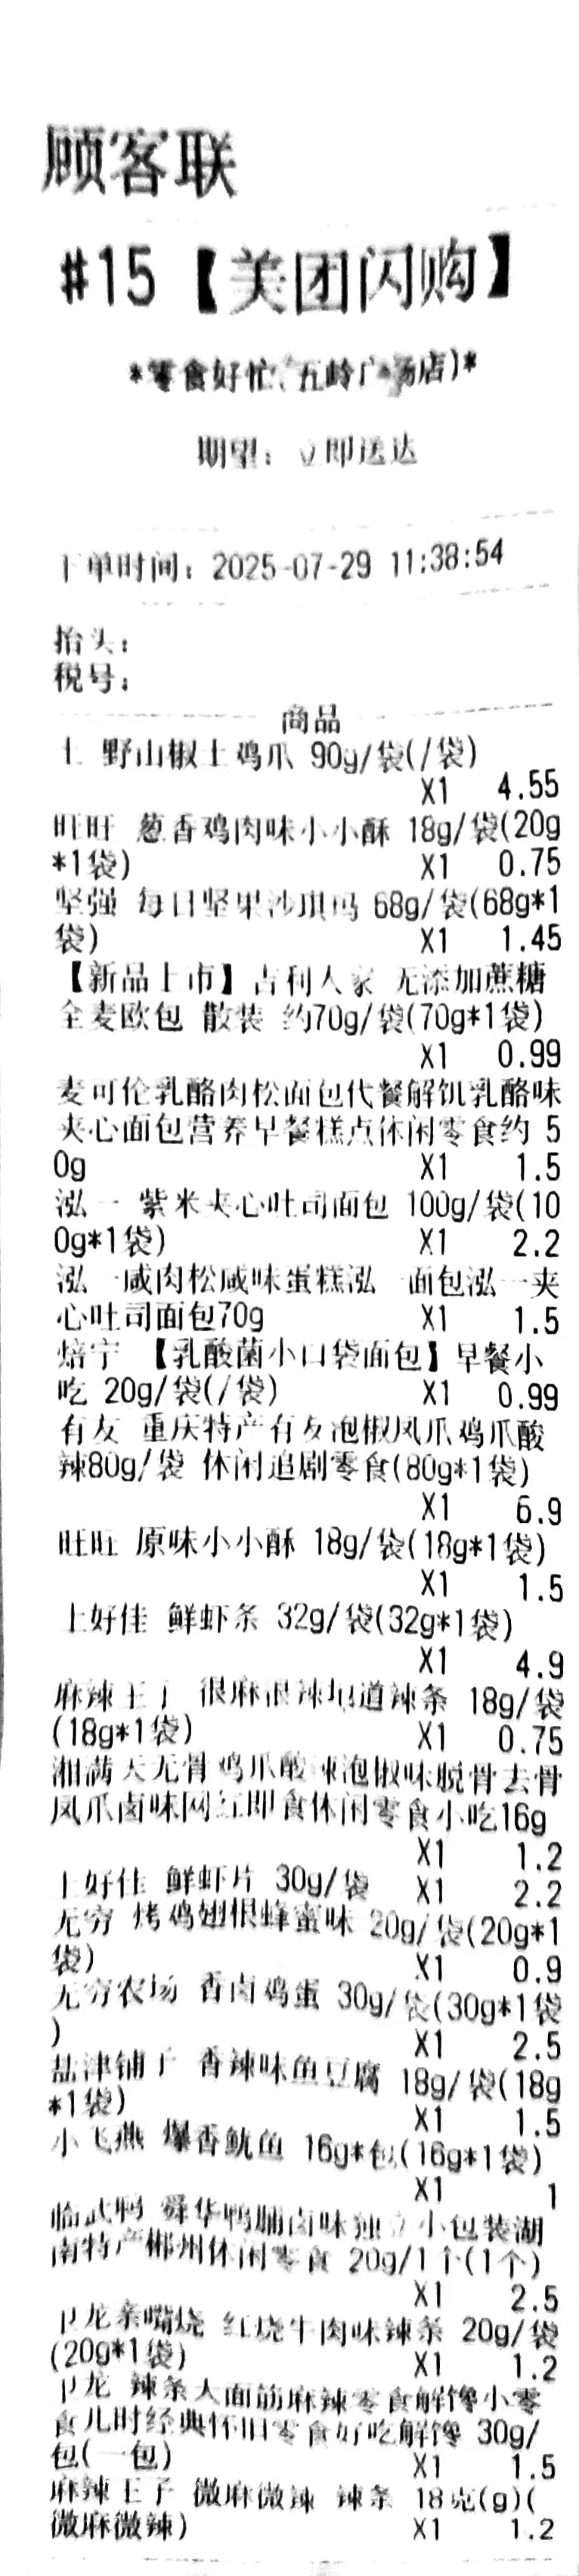 顾客联
#15【美团闪购】
*零食好忙(五岭广场店)*
期望：立即送达
下单时间：2025-07-29 11:38:54
抬头：
税号：
商品
野山椒土鸡爪 90g/袋(/袋)
X1 4.55
旺旺 葱香鸡肉味小小酥 18g/袋(20g
*1袋) X1 0.75
坚强 每日坚果沙琪玛 68g/袋(68g*1
袋) X1 1.45
【新品上市】吉利人家 无添加蔗糖
全麦欧包 散装 约70g/袋(70g*1袋)
X1 0.99
麦可伦乳酪肉松面包代餐解饥乳酪味
夹心面包营养早餐糕点休闲零食约 5
0g X1 1.5
泓一 紫米夹心吐司面包 100g/袋(10
0g*1袋) X1 2.2
泓一咸肉松咸味蛋糕泓一面包泓一夹
心吐司面包70g X1 1.5
焙宁 【乳酸菌小口袋面包】早餐小
吃 20g/袋(/袋) X1 0.99
有友 重庆特产有友泡椒凤爪鸡爪酸
辣80g/袋 休闲追剧零食(80g*1袋)
X1 6.9
旺旺 原味小小酥 18g/袋(18g*1袋)
X1 1.5
上好佳 鲜虾条 32g/袋(32g*1袋)
X1 4.9
麻辣王子 很麻很辣地道辣条 18g/袋
(18g*1袋) X1 0.75
湘满天无骨鸡爪酸辣泡椒味脱骨去骨
凤爪卤味网红即食休闲零食小吃16g
X1 1.2
上好佳 鲜虾片 30g/袋 X1 2.2
无穷 烤鸡翅根蜂蜜味 20g/袋(20g*1
袋) X1 0.9
无穷农场 香卤鸡蛋 30g/袋(30g*1袋
) X1 2.5
盐津铺子 香辣味鱼豆腐 18g/袋(18g
*1袋) X1 1.5
小飞燕 爆香鱿鱼 16g*包(16g*1袋)
X1 1
临武鸭 舜华鸭脯卤味独立小包装湖
南特产郴州休闲零食 20g/1个(1个)
X1 2.5
卫龙亲嘴烧 红烧牛肉味辣条 20g/袋
(20g*1袋) X1 1.2
卫龙 辣条大面筋麻辣零食解馋小零
食儿时经典怀旧零食好吃解馋 30g/
包(一包) X1 1.5
麻辣王子 微麻微辣 辣条 18克(g)(
微麻微辣) X1 1.2